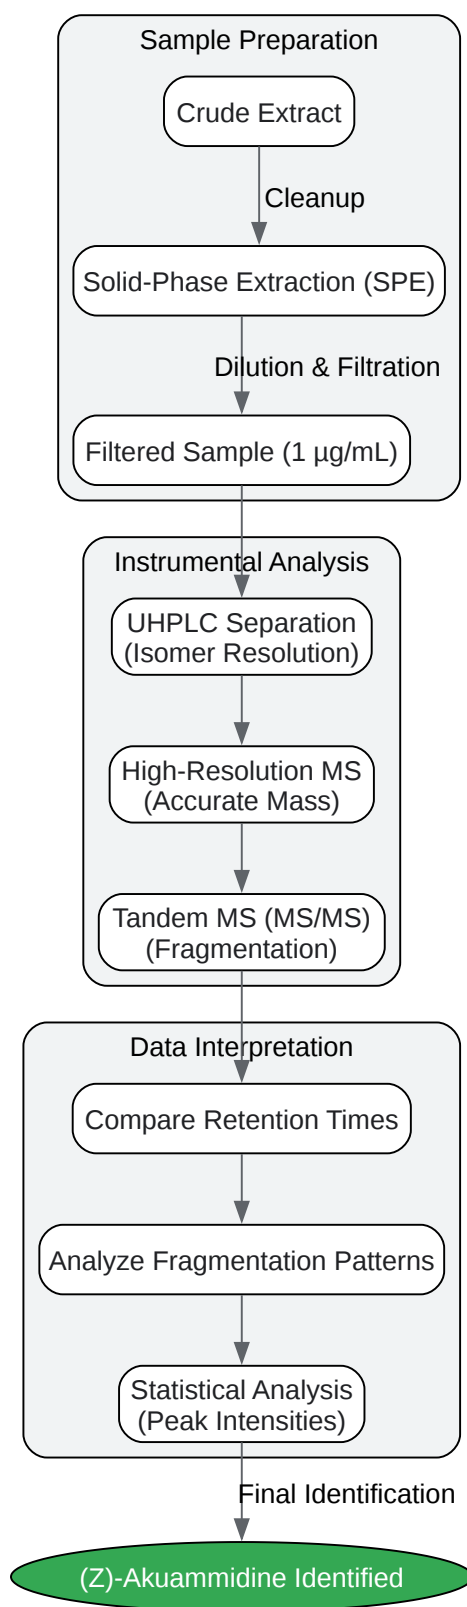 Sample Preparation
Crude Extract
Cleanup
Solid-Phase Extraction (SPE)
Dilution & Filtration
Filtered Sample (1 µg/mL)
Instrumental Analysis
UHPLC Separation
(Isomer Resolution)
High-Resolution MS
(Accurate Mass)
Tandem MS (MS/MS)
(Fragmentation)
Data Interpretation
Compare Retention Times
Analyze Fragmentation Patterns
Statistical Analysis
(Peak Intensities)
Final Identification
(Z)-Akuammidine Identified